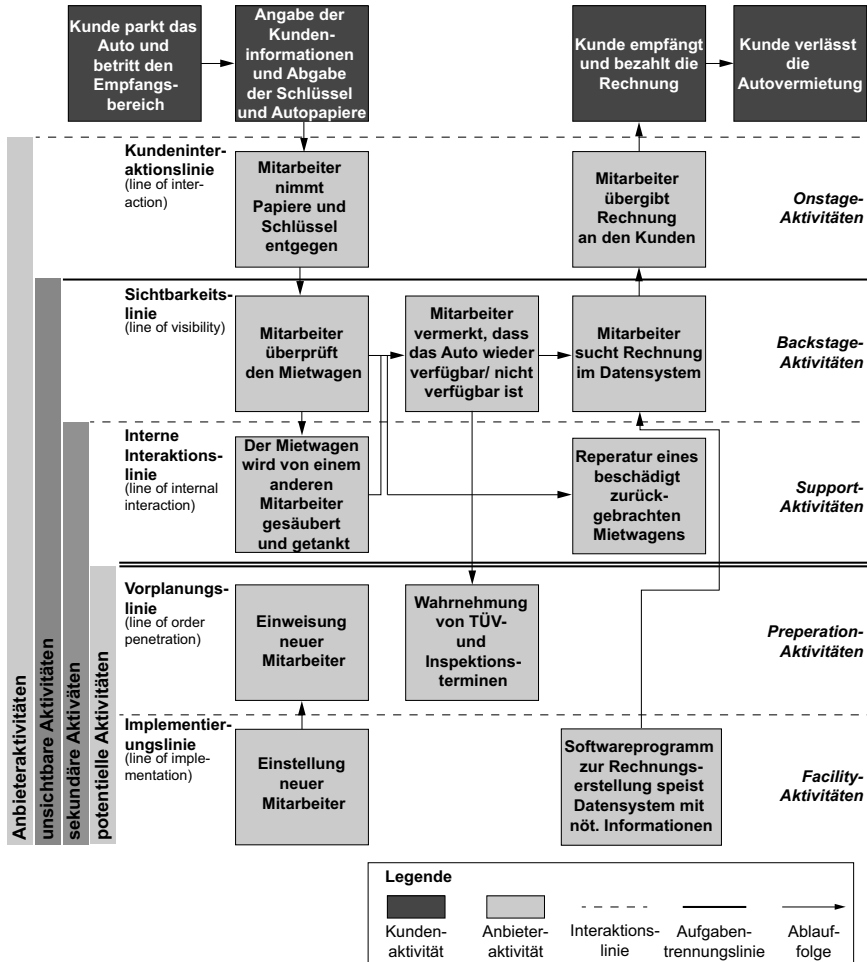 Kunde parkt das
Auto und
betritt den
Empfangs-
bereich
Angabe der
Kunden-
informationen
und Abgabe
der Schlüssel
und Autopapiere
Kunde empfängt
und bezahlt die
Rechnung
Kunde verlässt
die
Autovermietung
Kundeninter-
aktionslinie
(line of inter-
action)
Mitarbeiter
nimmt
Papiere und
Schlüssel
entgegen
Mitarbeiter
übergibt
Rechnung
an den Kunden
Onstage-
Aktivitäten
Sichtbarkeits-
linie
(line of visibility)
Mitarbeiter
überprüft
den Mietwagen
Mitarbeiter
vermerkt, dass
das Auto wieder
verfügbar/ nicht
verfügbar ist
Mitarbeiter
sucht Rechnung
im Datensystem
Backstage-
Aktivitäten
Interne
Interaktions-
linie
(line of internal
interaction)
Der Mietwagen
wird von einem
anderen
Mitarbeiter
gesäubert
und getankt
Reperatur eines
beschädigt
zurück-
gebrachten
Mietwagens
Support-
Aktivitäten
Vorplanungs-
linie
(line of order
penetration)
Einweisung
neuer
Mitarbeiter
Wahrnehmung
von TÜV-
und
Inspektions-
terminen
Preperation-
Aktivitäten
Implementier-
rungslinie
(line of imple-
mentation)
Einstellung
neuer
Mitarbeiter
Softwareprogramm
zur Rechnungs-
erstellung speist
Datensystem mit
nöt. Informationen
Facility-
Aktivitäten
Anbieteraktivitäten
unsichtbare Aktivitäten
sekundäre Aktiväten
potentielle Aktivitäten
Legende
Kunden-
aktivität
Anbieter-
aktivität
Interaktions-
linie
Aufgaben-
trennungslinie
Ablauf-
folge